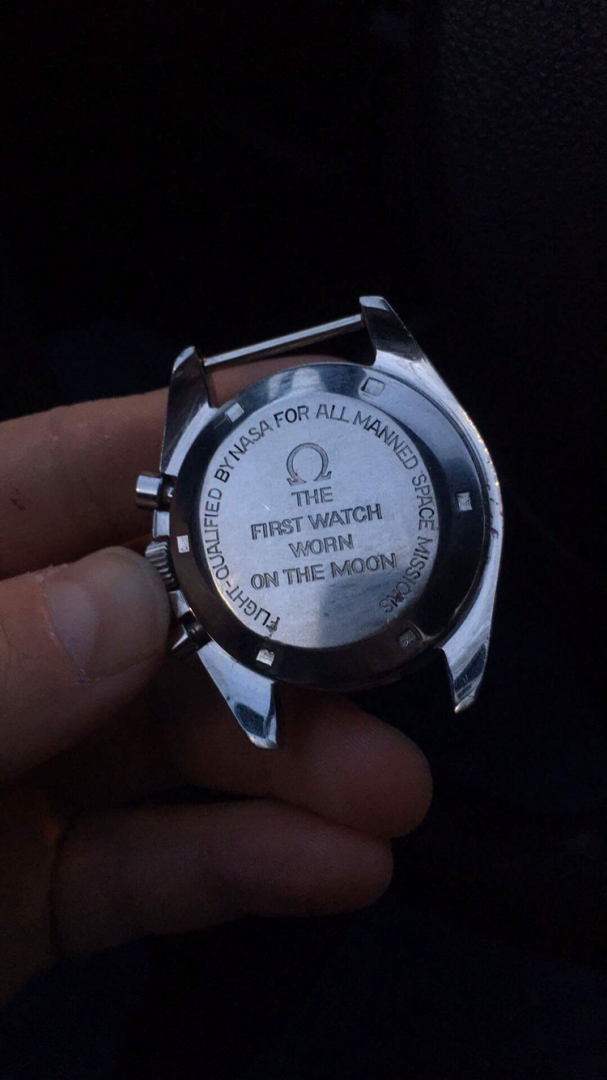 FLIGHT-QUALIFIED BY NASA FOR ALL MANNED SPACE MISSIONS
Ω
THE
FIRST WATCH
WORN
ON THE MOON